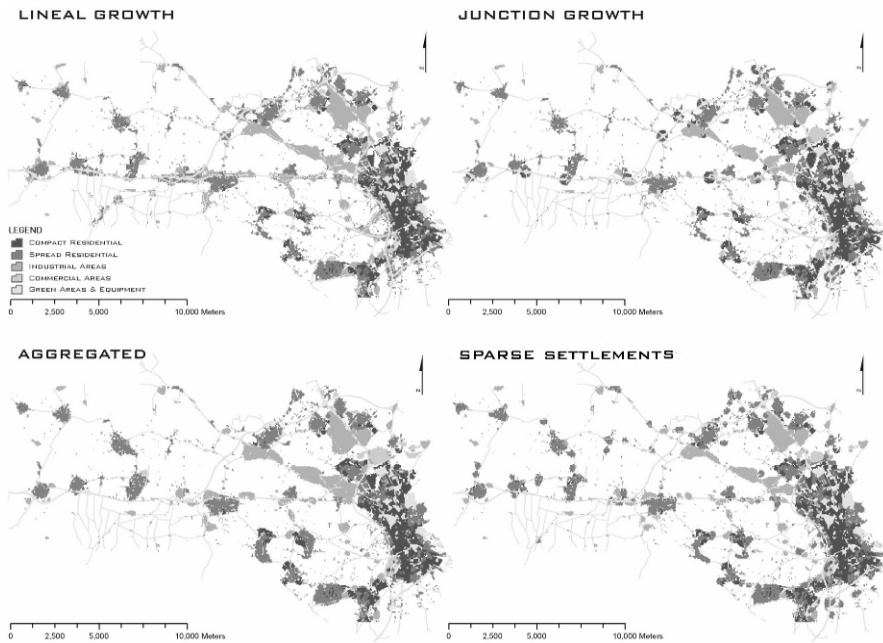 LINEAL GROWTH
JUNCTION GROWTH
N
N
LEGEND
COMPACT RESIDENTIAL
SPREAD RESIDENTIAL
INDUSTRIAL AREAS
COMMERCIAL AREAS
GREEN AREAS & EQUIPMENT
0 2,500 5,000 10,000 Meters
0 2,500 5,000 10,000 Meters
AGGREGATED
SPARSE SETTLEMENTS
N
N
0 2,500 5,000 10,000 Meters
0 2,500 5,000 10,000 Meters